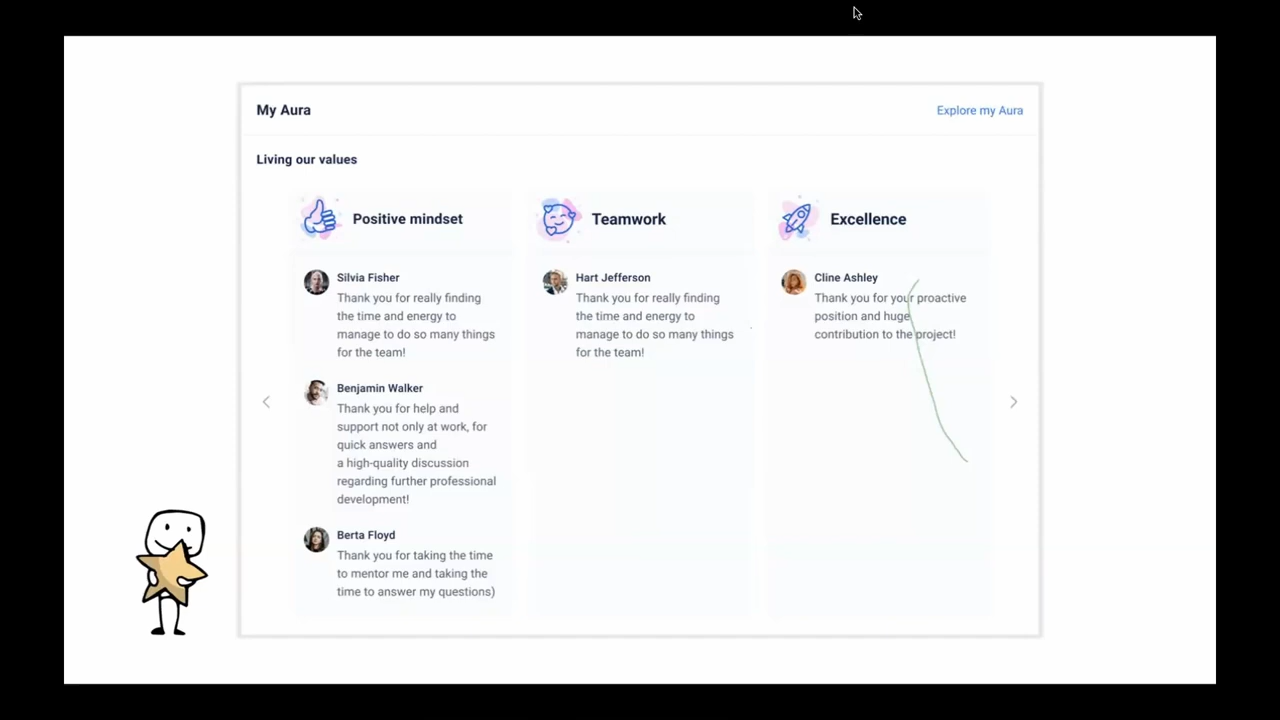 My Aura
Explore my Aura
Living our values
Positive mindset
Silvia Fisher
Thank you for really finding
the time and energy to
manage to do so many things
for the team!
Benjamin Walker
Thank you for help and
support not only at work, for
quick answers and
a high-quality discussion
regarding further professional
development!
Berta Floyd
Thank you for taking the time
to mentor me and taking the
time to answer my questions)
Teamwork
Hart Jefferson
Thank you for really finding
the time and energy to
manage to do so many things
for the team!
Excellence
Cline Ashley
Thank you for your proactive
position and huge
contribution to the project!